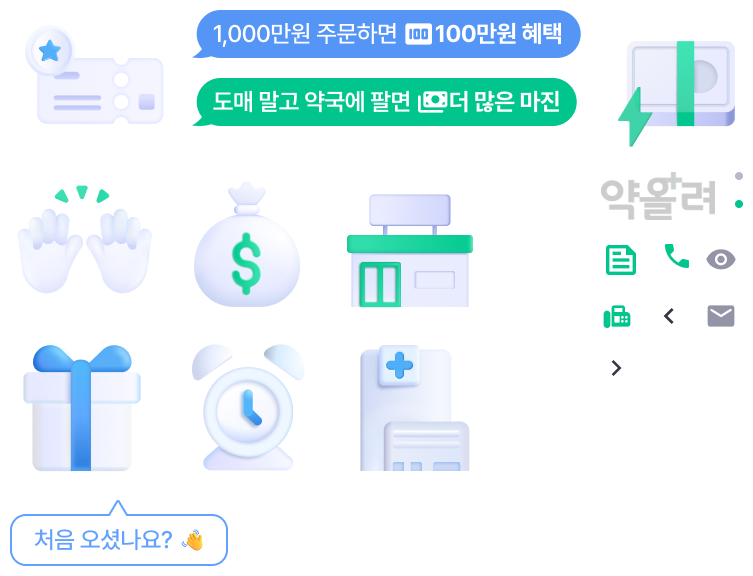 1,000만원 주문하면 100 100만원 혜택
도매 말고 약국에 팔면 더 많은 마진
$
약올려
처음 오셨나요? 👋